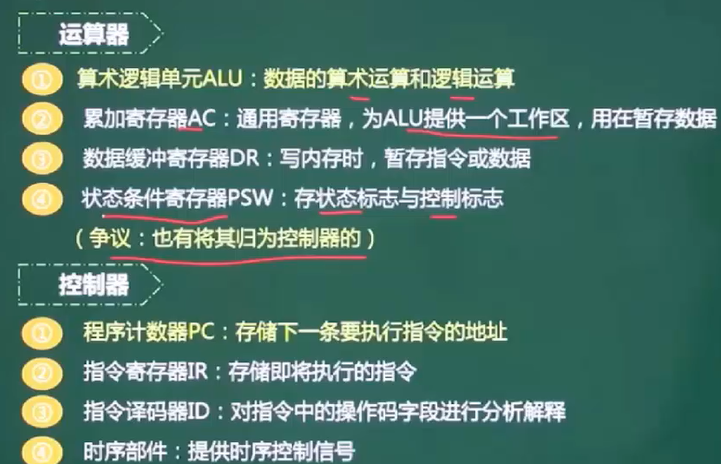 运算器
① 算术逻辑单元ALU：数据的算术运算和逻辑运算
② 累加寄存器AC：通用寄存器，为ALU提供一个工作区，用在暂存数据
③ 数据缓冲寄存器DR：写内存时，暂存指令或数据
④ 状态条件寄存器PSW：存状态标志与控制标志
（争议：也有将其归为控制器的）
控制器
① 程序计数器PC：存储下一条要执行指令的地址
② 指令寄存器IR：存储即将执行的指令
③ 指令译码器ID：对指令中的操作码字段进行分析解释
④ 时序部件：提供时序控制信号